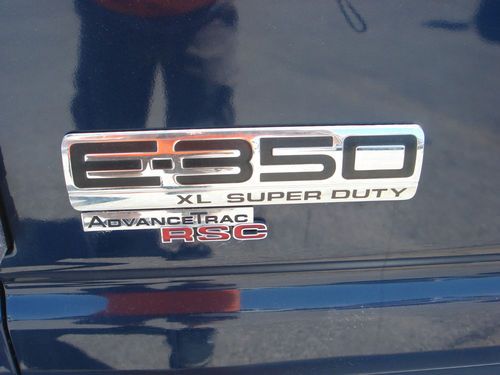 E-350
XL SUPER DUTY
ADVANCETRAC
RSC